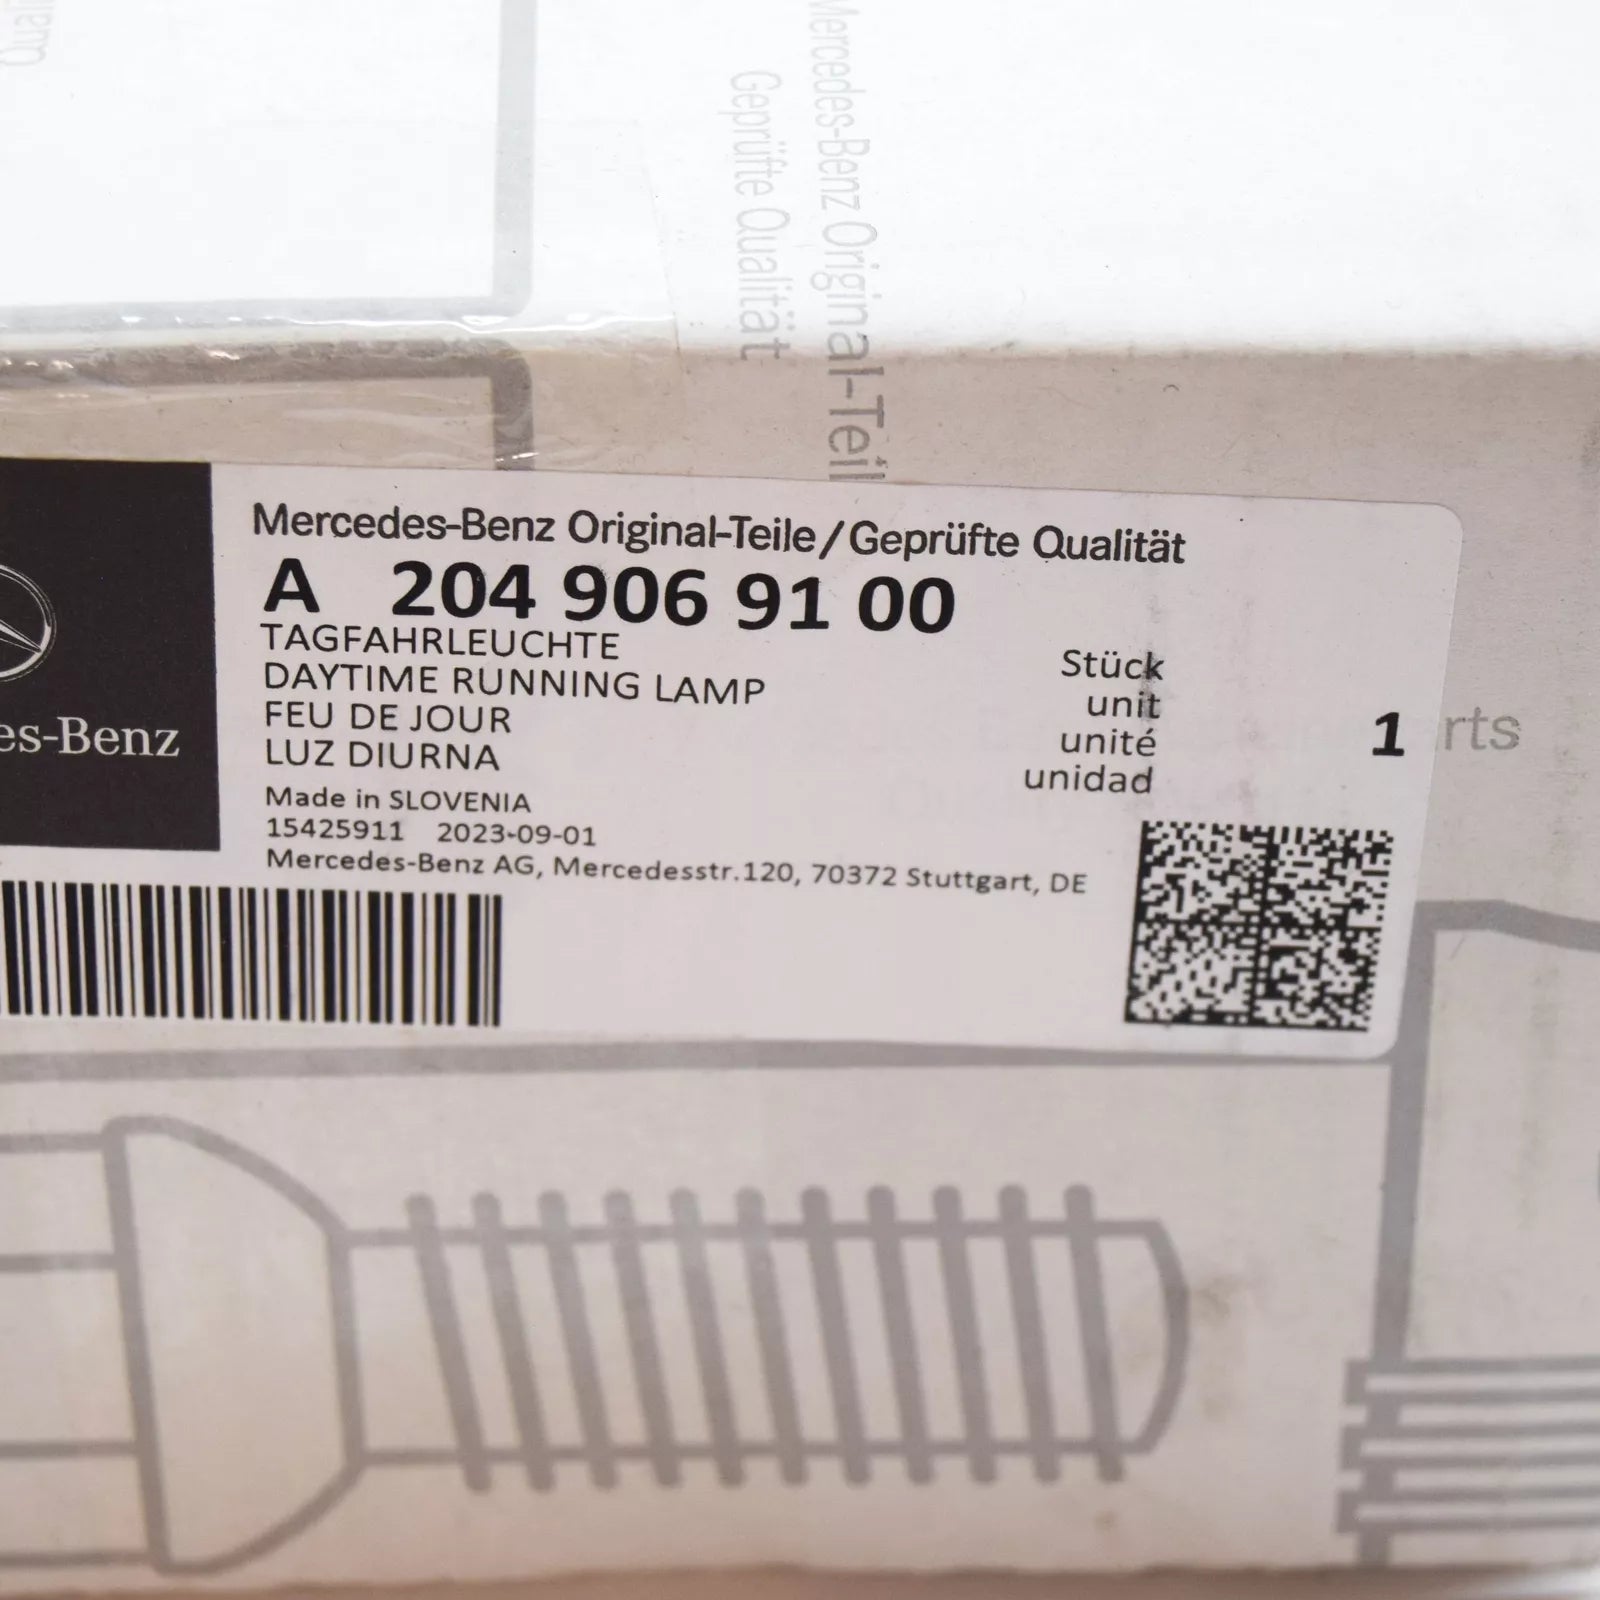 Mercedes-Benz Original-Teil
Geprüfte Qualität
Mercedes-Benz Original-Teile/Geprüfte Qualität
A 204 906 91 00
TAGFAHRLEUCHTE
DAYTIME RUNNING LAMP
FEU DE JOUR
LUZ DIURNA
Stück
unit
unité
unidad
1
rts
Made in SLOVENIA
15425911 2023-09-01
Mercedes-Benz AG, Mercedesstr.120, 70372 Stuttgart, DE
es-Benz